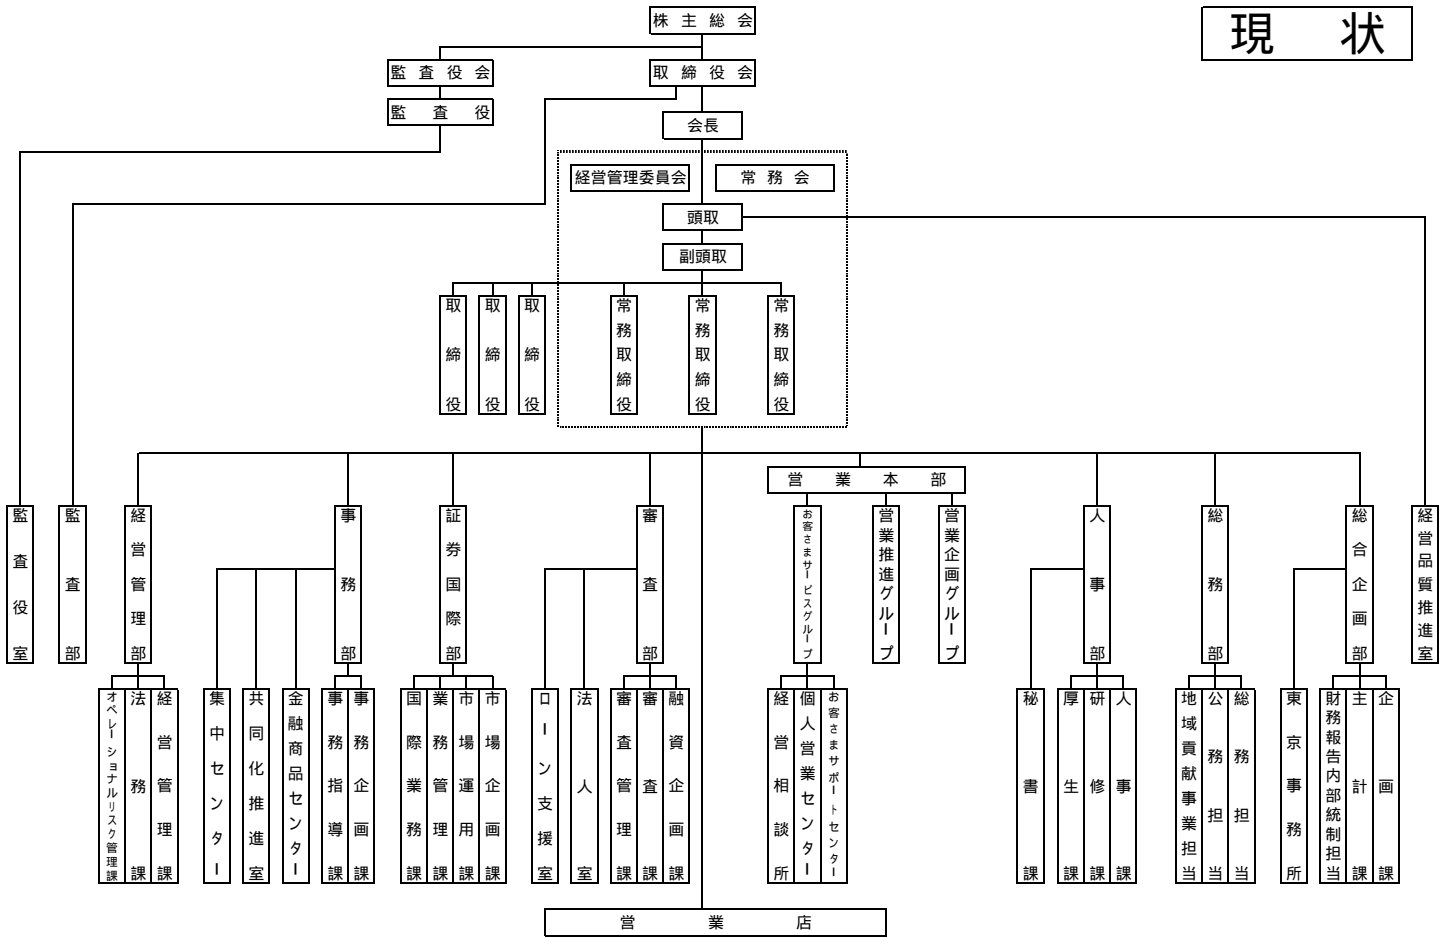 現状
株主総会
監査役会
取締役会
監査役
会長
経営管理委員会
常務会
頭取
副頭取
取締役
取締役
取締役
常務取締役
常務取締役
常務取締役
営業本部
監査役室
監査部
経営管理部
事務部
証券国際部
審査部
お客さまサービスグループ
営業推進グループ
営業企画グループ
人事部
総務部
総合企画部
経営品質推進室
オペレーショナルリスク管理課
法務課
経営管理課
集中センター
共同化推進室
金融商品センター
事務指導課
事務企画課
国際業務課
業務管理課
市場運用課
市場企画課
ローン支援室
法人室
審査管理課
審査課
融資企画課
経営相談所
個人営業センター
お客さまサポートセンター
秘書課
厚生課
研修課
人事課
地域貢献事業担当
公務担当
総務担当
東京事務所
財務報告内部統制担当
主計課
企画課
営業店